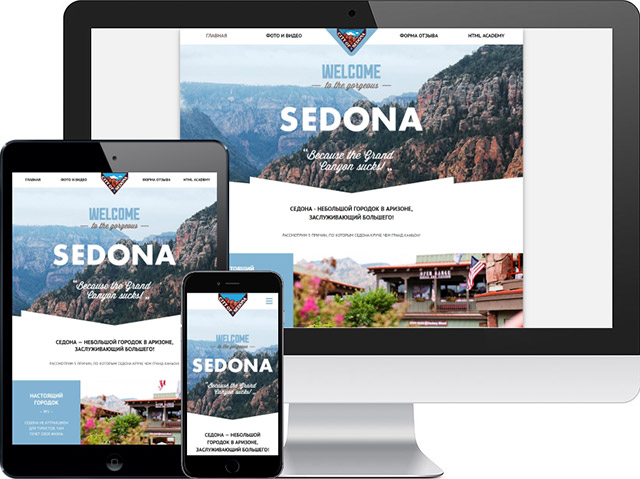 ГЛАВНАЯ
ФОТО И ВИДЕО
ФОРМА ОТЗЫВА
HTML ACADEMY
WELCOME
to the gorgeous
SEDONA
“Because the Grand
Canyon sucks!„
СЕДОНА - НЕБОЛЬШОЙ ГОРОДОК В АРИЗОНЕ,
ЗАСЛУЖИВАЮЩИЙ БОЛЬШЕГО!
РАССМОТРИМ 5 ПРИЧИН, ПО КОТОРЫМ СЕДОНА КРУЧЕ ЧЕМ ГРАНД КАНЬОН!
НАСТОЯЩИЙ
ГЛАВНАЯ
ФОТО И ВИДЕО
ФОРМА ОТЗЫВА
HTML ACADEMY
WELCOME
to the gorgeous
SEDONA
“Because the Grand
Canyon sucks!„
СЕДОНА — НЕБОЛЬШОЙ ГОРОДОК В АРИЗОНЕ,
ЗАСЛУЖИВАЮЩИЙ БОЛЬШЕГО!
РАССМОТРИМ 5 ПРИЧИН, ПО КОТОРЫМ СЕДОНА КРУЧЕ ЧЕМ ГРАНД КАНЬОН!
НАСТОЯЩИЙ
ГОРОДОК
WELCOME
to the gorgeous
SEDONA
“Because the Grand
Canyon sucks!„
СЕДОНА — НЕБОЛЬШОЙ
ГОРОДОК В АРИЗОНЕ,
ЗАСЛУЖИВАЮЩИЙ БОЛЬШЕГО!